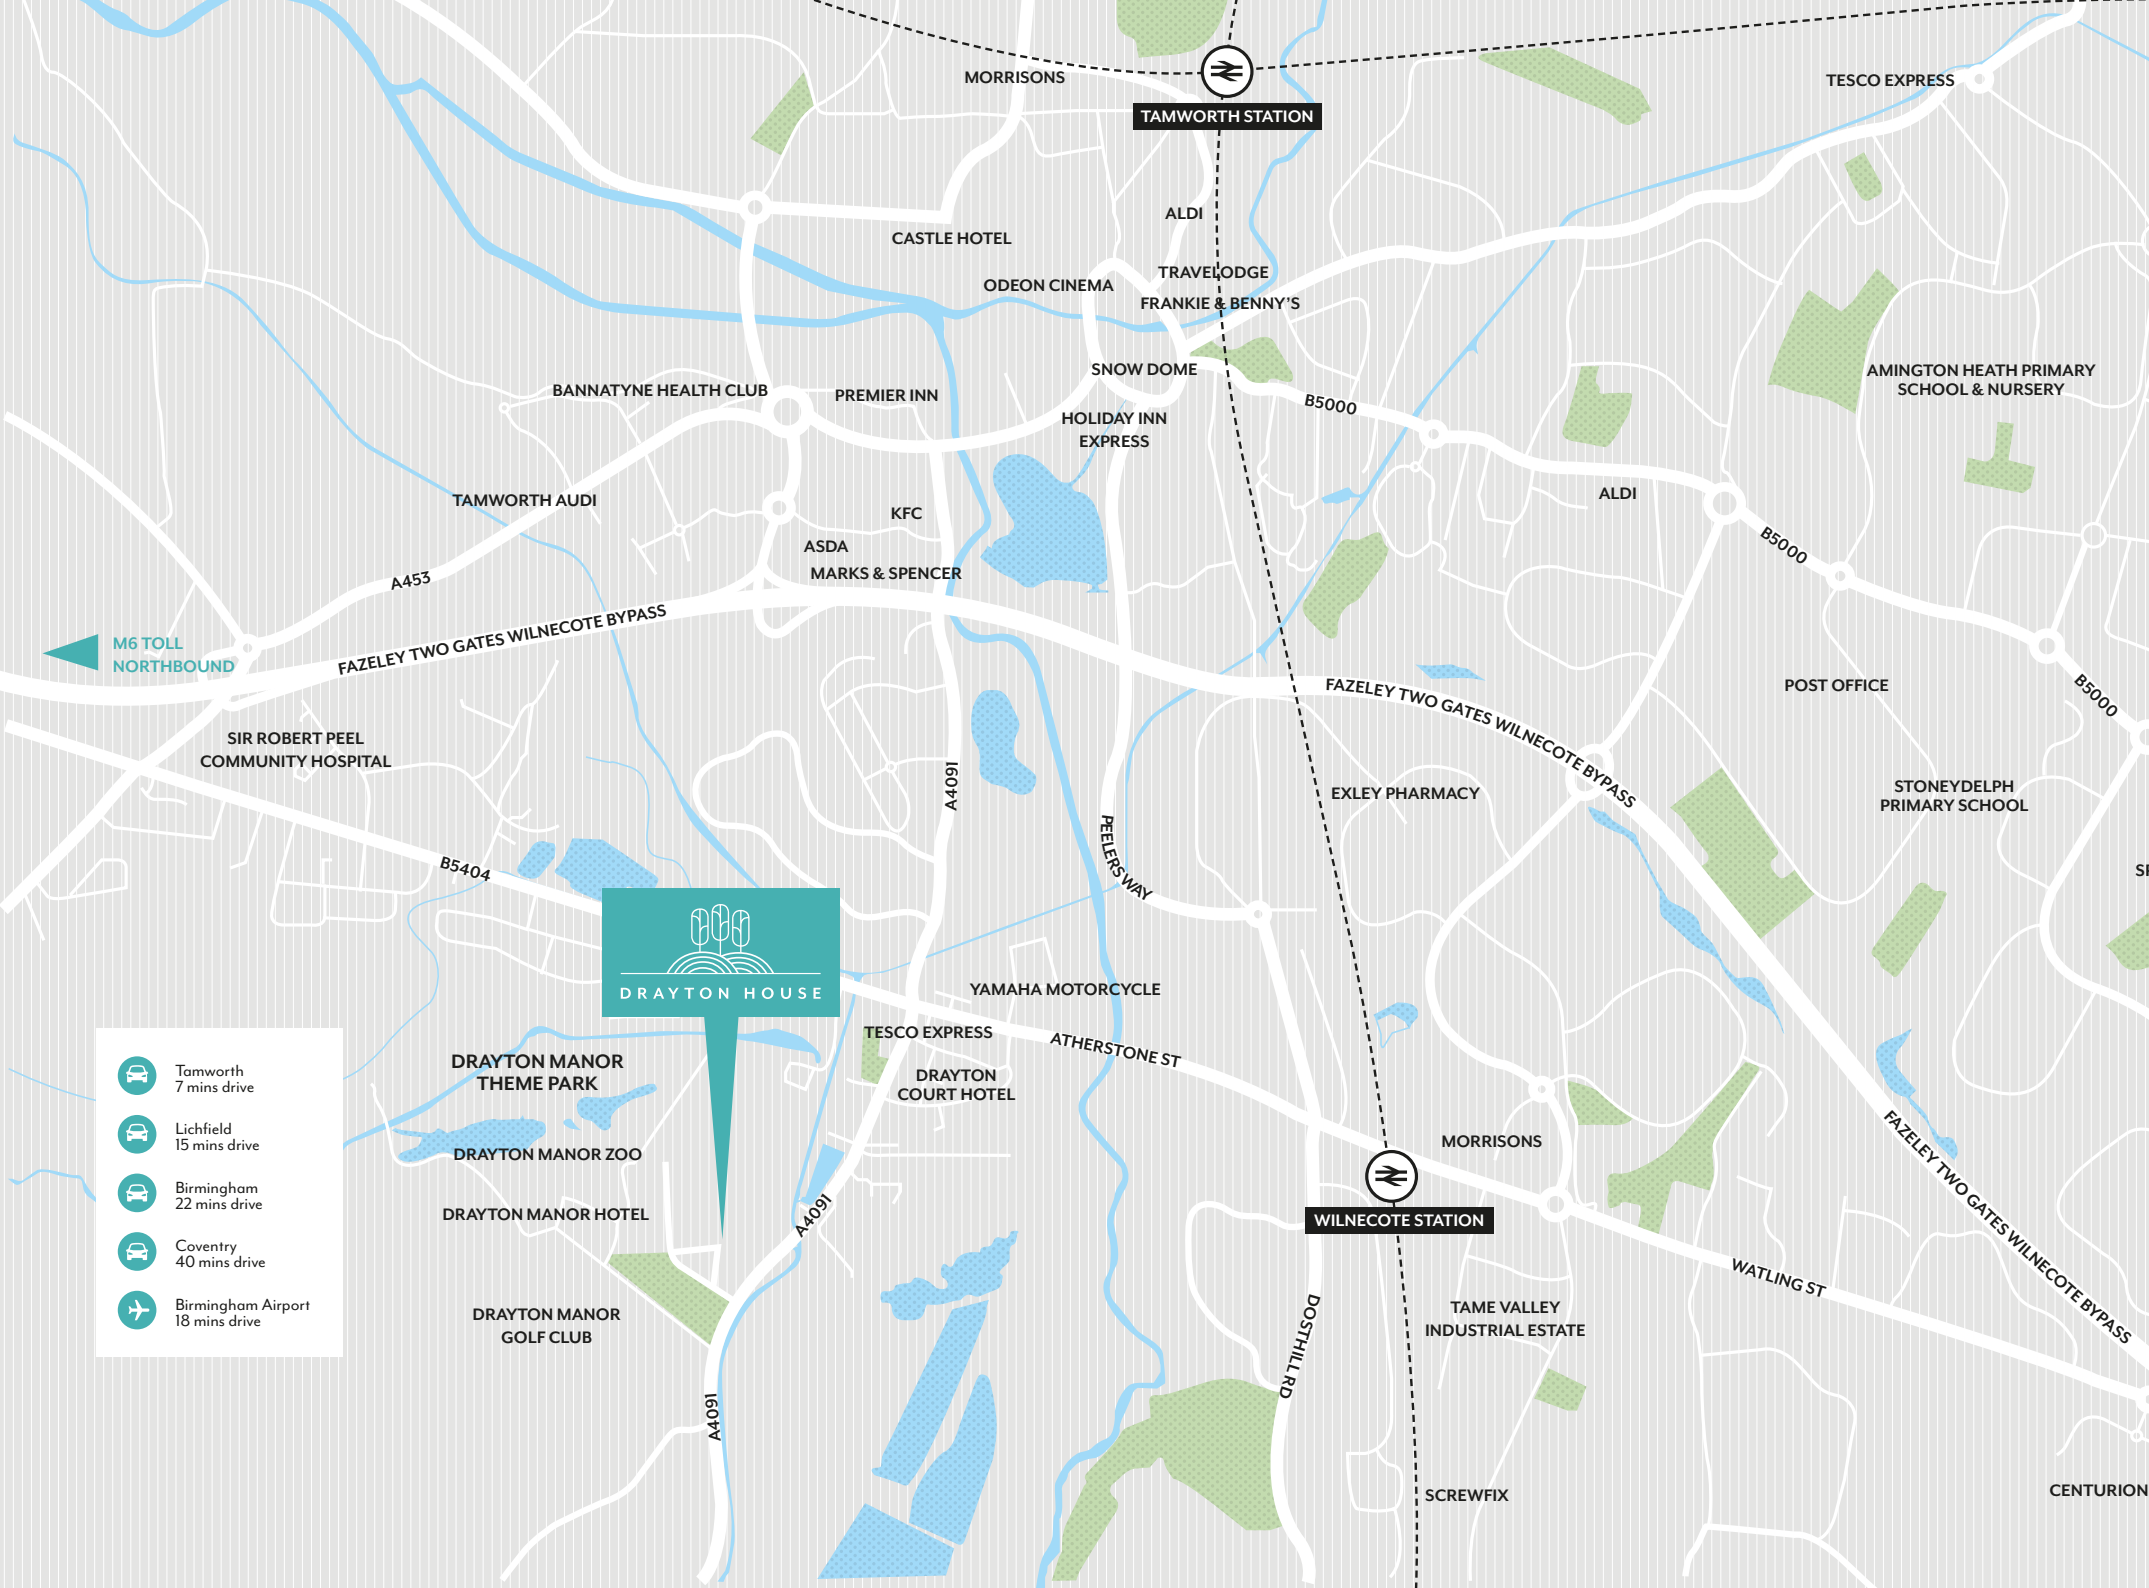 MORRISONS
TAMWORTH STATION
TESCO EXPRESS
ALDI
CASTLE HOTEL
TRAVELODGE
ODEON CINEMA
FRANKIE & BENNY'S
SNOW DOME
BANNATYNE HEALTH CLUB
PREMIER INN
HOLIDAY INN
EXPRESS
B5000
AMINGTON HEATH PRIMARY
SCHOOL & NURSERY
TAMWORTH AUDI
KFC
ALDI
ASDA
MARKS & SPENCER
B5000
A453
FAZELEY TWO GATES WILNECOTE BYPASS
M6 TOLL
NORTHBOUND
FAZELEY TWO GATES WILNECOTE BYPASS
POST OFFICE
B5000
SIR ROBERT PEEL
COMMUNITY HOSPITAL
A4091
EXLEY PHARMACY
STONEYDELPH
PRIMARY SCHOOL
PEELERS WAY
B5404
DRAYTON HOUSE
YAMAHA MOTORCYCLE
TESCO EXPRESS
ATHERSTONE ST
DRAYTON MANOR
THEME PARK
DRAYTON
COURT HOTEL
Tamworth
7 mins drive
Lichfield
15 mins drive
Birmingham
22 mins drive
Coventry
40 mins drive
Birmingham Airport
18 mins drive
DRAYTON MANOR ZOO
MORRISONS
DRAYTON MANOR HOTEL
A4091
WILNECOTE STATION
FAZELEY TWO GATES WILNECOTE BYPASS
WATLING ST
DRAYTON MANOR
GOLF CLUB
DOSTHILL RD
TAME VALLEY
INDUSTRIAL ESTATE
A4091
SCREWFIX
CENTURION